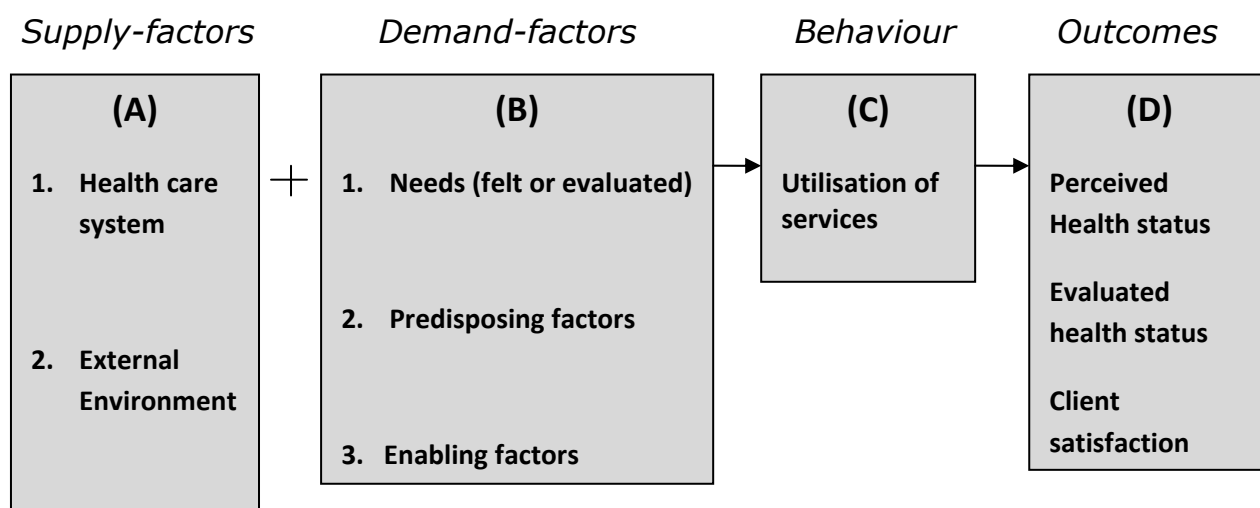 Supply-factors
Demand-factors
Behaviour
Outcomes
(A)
1. Health care
system
2. External
Environment
+
(B)
1. Needs (felt or evaluated)
2. Predisposing factors
3. Enabling factors
(C)
Utilisation of
services
(D)
Perceived
Health status
Evaluated
health status
Client
satisfaction